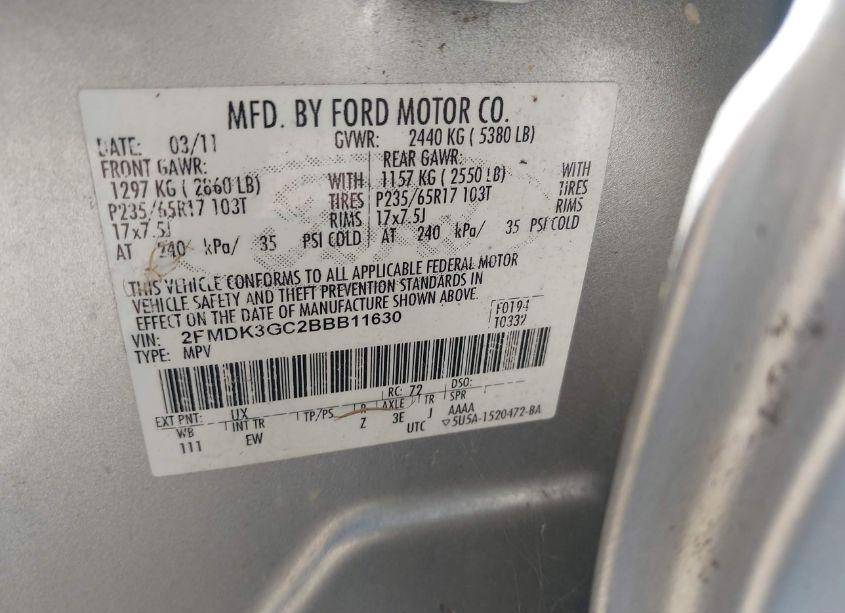 MFD. BY FORD MOTOR CO.
DATE: 03/11 GVWR: 2440 KG ( 5380 LB)
FRONT GAWR: REAR GAWR:
1297 KG ( 2860 LB) WITH 1157 KG ( 2550 LB) WITH
P235/65R17 103T TIRES P235/65R17 103T TIRES
17x7.5J RIMS 17x7.5J RIMS
AT 240 kPa/ 35 PSI COLD AT 240 kPa/ 35 PSI COLD
THIS VEHICLE CONFORMS TO ALL APPLICABLE FEDERAL MOTOR
VEHICLE SAFETY AND THEFT PREVENTION STANDARDS IN
EFFECT ON THE DATE OF MANUFACTURE SHOWN ABOVE.
VIN: 2FMDK3GC2BBB11630 F0194
TYPE: MPV T0332
RC: 72 DSO:
EXT PNT: UX
WB INT TR TP/PS R AXLE TR SPR
111 EW Z 3E J AAAA
UTC ▽5U5A-1520472-BA